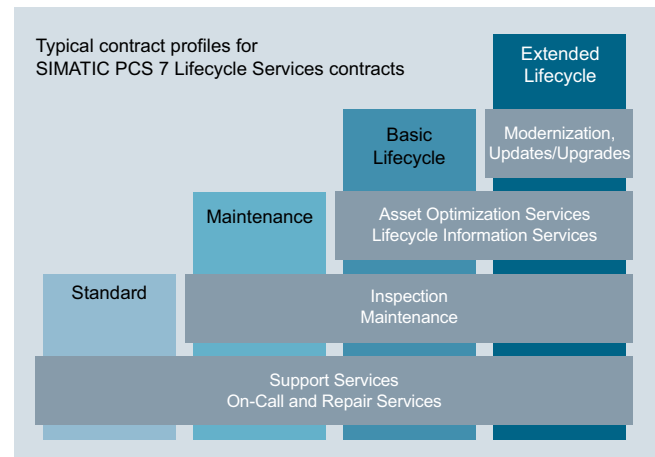 Typical contract profiles for
SIMATIC PCS 7 Lifecycle Services contracts
Extended
Lifecycle
Basic
Lifecycle
Modernization,
Updates/Upgrades
Maintenance
Asset Optimization Services
Lifecycle Information Services
Standard
Inspection
Maintenance
Support Services
On-Call and Repair Services